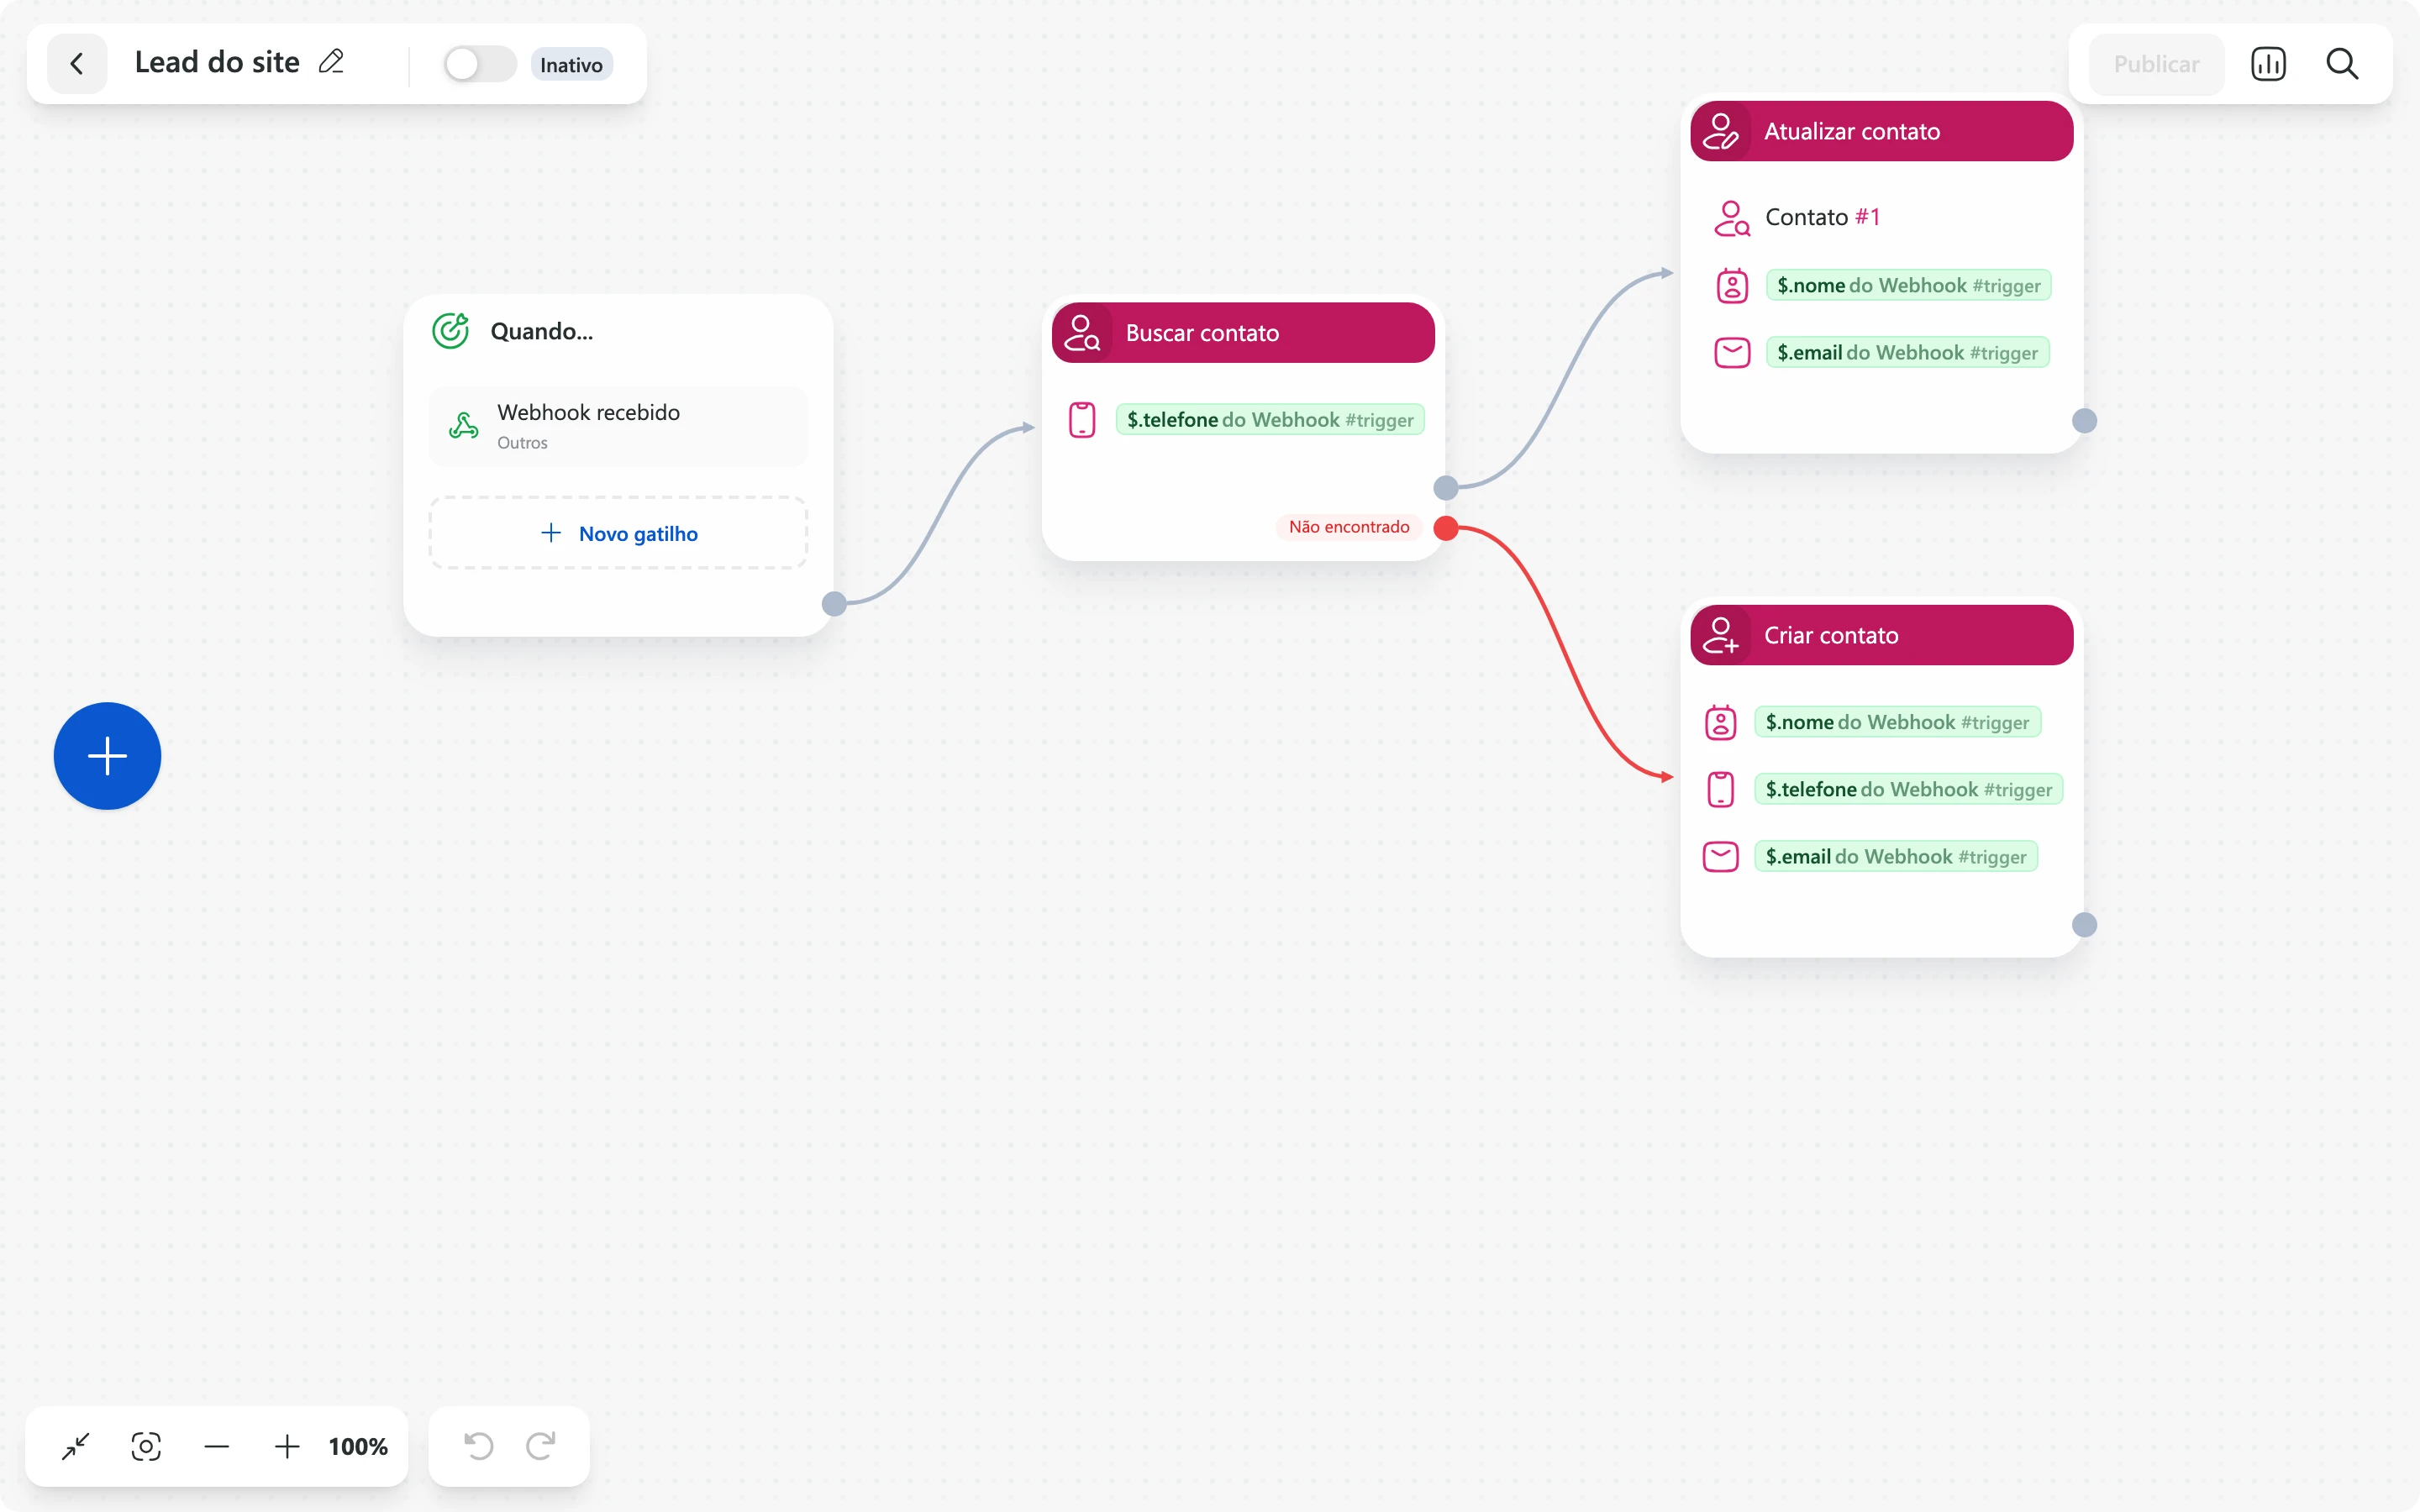 Lead do site
Inativo
Publicar
Quando...
Webhook recebido
Outros
Novo gatilho
Buscar contato
$.telefone do Webhook #trigger
Não encontrado
Atualizar contato
Contato #1
$.nome do Webhook #trigger
$.email do Webhook #trigger
Criar contato
$.nome do Webhook #trigger
$.telefone do Webhook #trigger
$.email do Webhook #trigger
100%